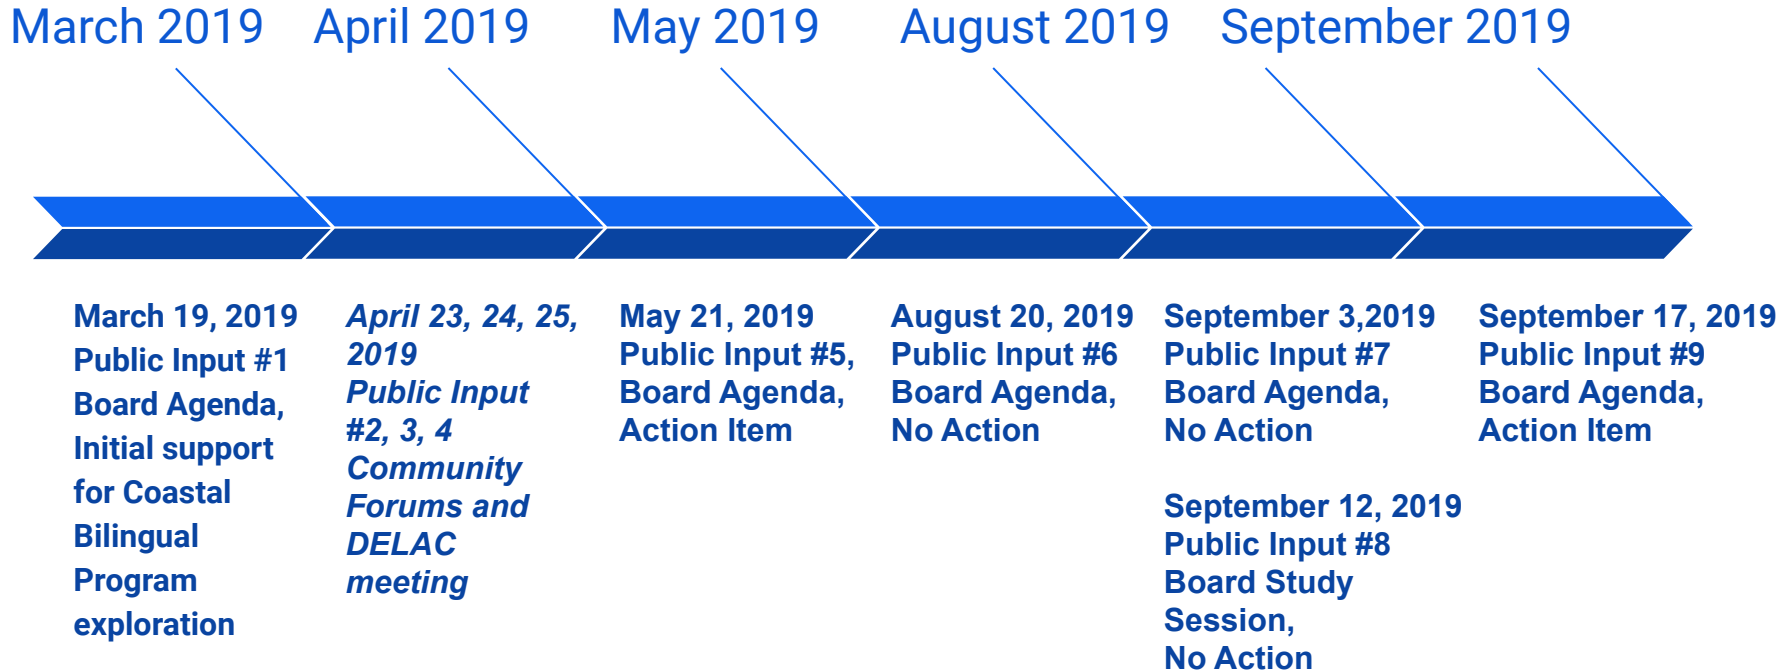 March 2019
April 2019
May 2019
August 2019
September 2019
March 19, 2019
Public Input #1
Board Agenda,
Initial support
for Coastal
Bilingual
Program
exploration
April 23, 24, 25,
2019
Public Input
#2, 3, 4
Community
Forums and
DELAC
meeting
May 21, 2019
Public Input #5,
Board Agenda,
Action Item
August 20, 2019
Public Input #6
Board Agenda,
No Action
September 3,2019
Public Input #7
Board Agenda,
No Action
September 12, 2019
Public Input #8
Board Study
Session,
No Action
September 17, 2019
Public Input #9
Board Agenda,
Action Item